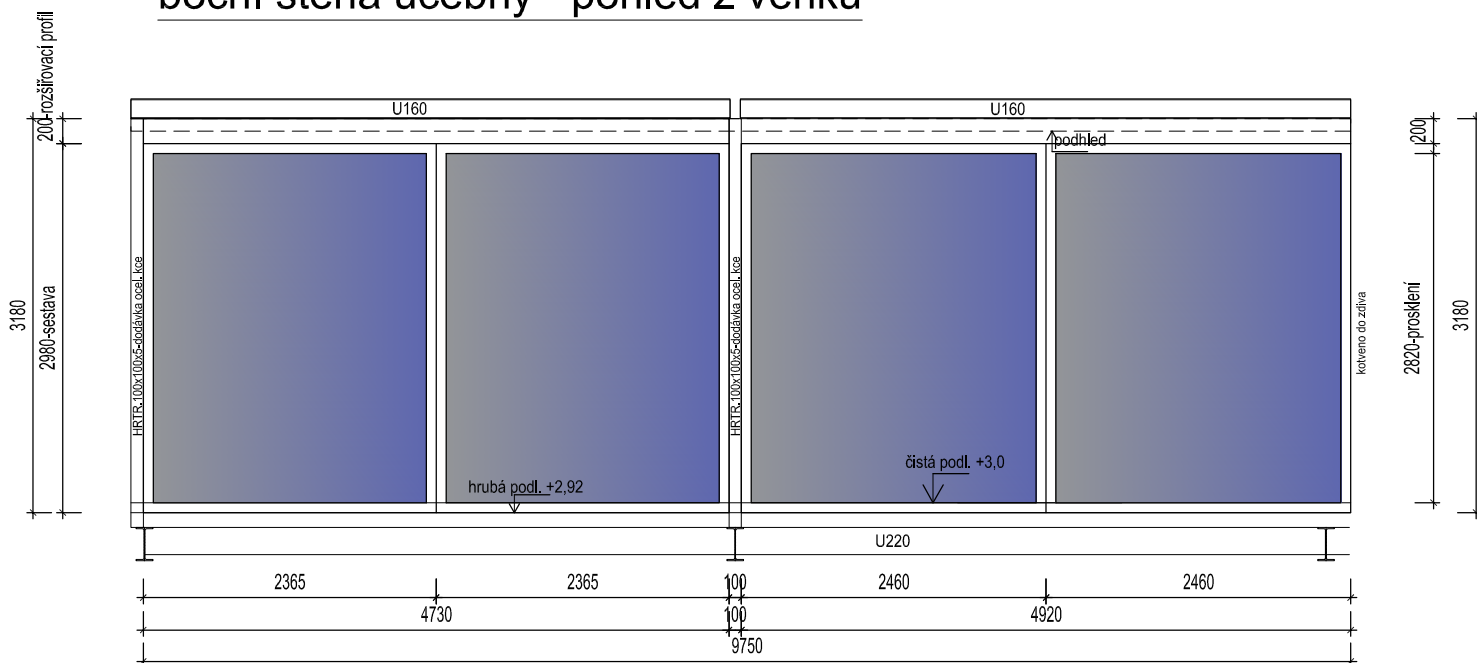 boční stěna učebny - pohled z venku
200-rozšiřovací profil
U160
U160
podhled
200
3180
2980-sestava
HRTR.100x100x5-dodávka ocel. kce
HRTR.100x100x5-dodávka ocel. kce
kotveno do zdiva
2820-prosklení
3180
čistá podl. +3,0
hrubá podl. +2,92
U220
2365
2365
100
2460
2460
4730
100
4920
9750